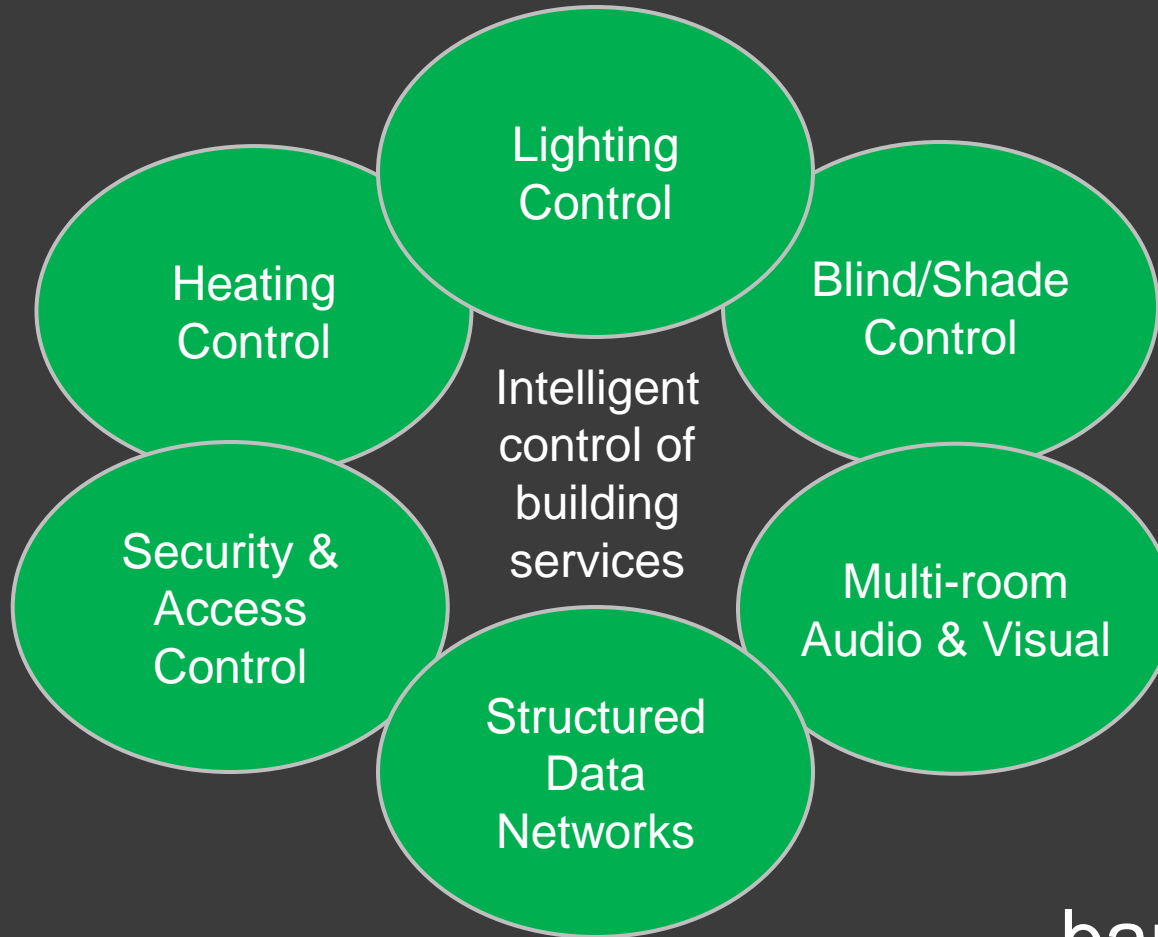 Lighting
Control
Heating
Control
Blind/Shade
Control
Intelligent
control of
building
services
Security &
Access
Control
Multi-room
Audio & Visual
Structured
Data
Networks